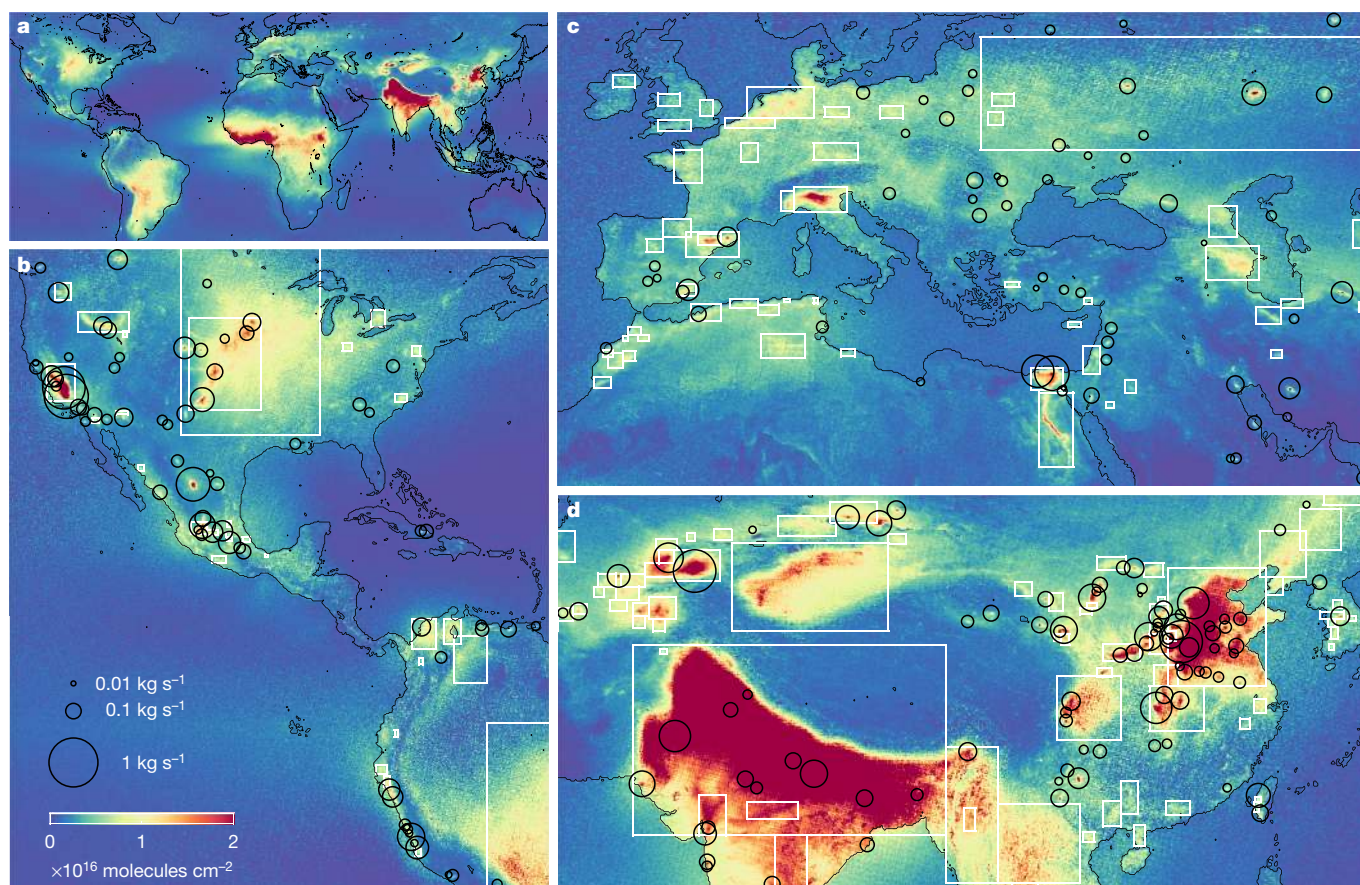 a
b
0.01 kg s⁻¹
0.1 kg s⁻¹
1 kg s⁻¹
0 1 2
×10¹⁶ molecules cm⁻²
c
d